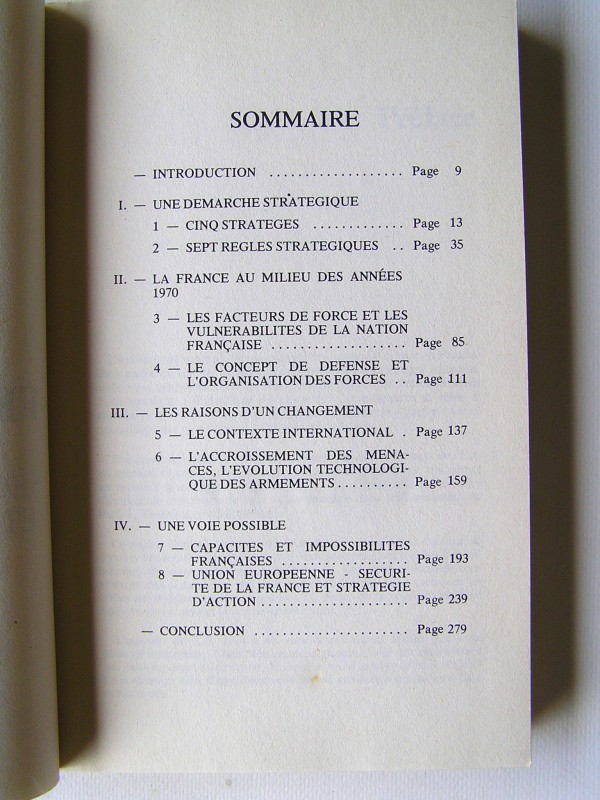 SOMMAIRE
— INTRODUCTION ................... Page 9
I. — UNE DEMARCHE STRATEGIQUE
1 — CINQ STRATEGES ............. Page 13
2 — SEPT REGLES STRATEGIQUES .. Page 35
II. — LA FRANCE AU MILIEU DES ANNÉES
1970
3 — LES FACTEURS DE FORCE ET LES
VULNERABILITES DE LA NATION
FRANÇAISE ................... Page 85
4 — LE CONCEPT DE DEFENSE ET
L'ORGANISATION DES FORCES .. Page 111
III. — LES RAISONS D'UN CHANGEMENT
5 — LE CONTEXTE INTERNATIONAL . Page 137
6 — L'ACCROISSEMENT DES MENA-
CES, L'EVOLUTION TECHNOLOGI-
QUE DES ARMEMENTS .......... Page 159
IV. — UNE VOIE POSSIBLE
7 — CAPACITES ET IMPOSSIBILITES
FRANÇAISES .................. Page 193
8 — UNION EUROPEENNE - SECURI-
TE DE LA FRANCE ET STRATEGIE
D'ACTION ..................... Page 239
— CONCLUSION ...................... Page 279